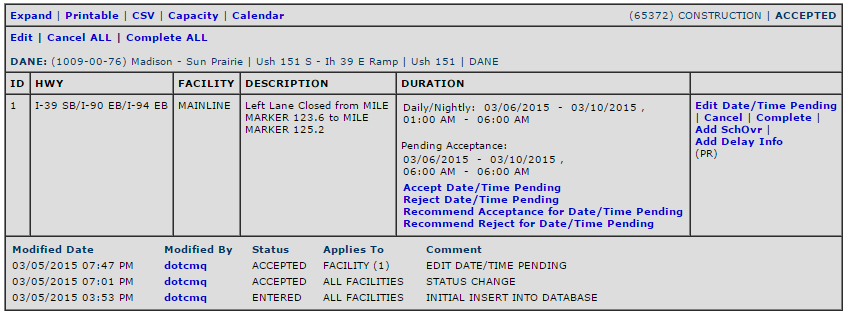 Expand | Printable | CSV | Capacity | Calendar (65372) CONSTRUCTION | ACCEPTED
Edit | Cancel ALL | Complete ALL
DANE: (1009-00-76) Madison - Sun Prairie | Ush 151 S - Ih 39 E Ramp | Ush 151 | DANE
ID HWY FACILITY DESCRIPTION DURATION
1 I-39 SB/I-90 EB/I-94 EB MAINLINE
Left Lane Closed from MILE
MARKER 123.6 to MILE
MARKER 125.2
Daily/Nightly: 03/06/2015 - 03/10/2015 ,
01:00 AM - 06:00 AM
Pending Acceptance:
03/06/2015 - 03/10/2015 ,
06:00 AM - 06:00 AM
Accept Date/Time Pending
Reject Date/Time Pending
Recommend Acceptance for Date/Time Pending
Recommend Reject for Date/Time Pending
Edit Date/Time Pending
| Cancel | Complete |
Add SchOvr |
Add Delay Info
(PR)
Modified Date Modified By Status Applies To Comment
03/05/2015 07:47 PM dotcmq ACCEPTED FACILITY (1) EDIT DATE/TIME PENDING
03/05/2015 07:01 PM dotcmq ACCEPTED ALL FACILITIES STATUS CHANGE
03/05/2015 03:53 PM dotcmq ENTERED ALL FACILITIES INITIAL INSERT INTO DATABASE